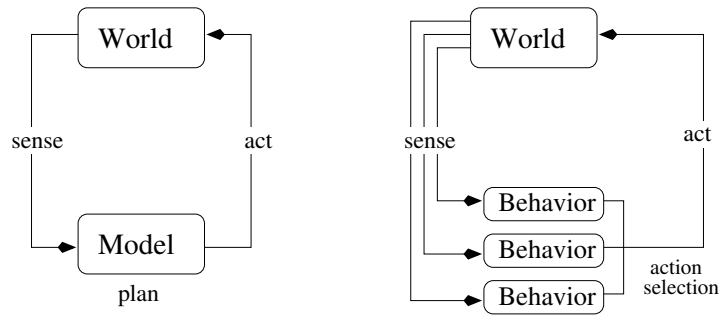 World
sense
act
Model
plan
World
sense
act
Behavior
Behavior
Behavior
action
selection